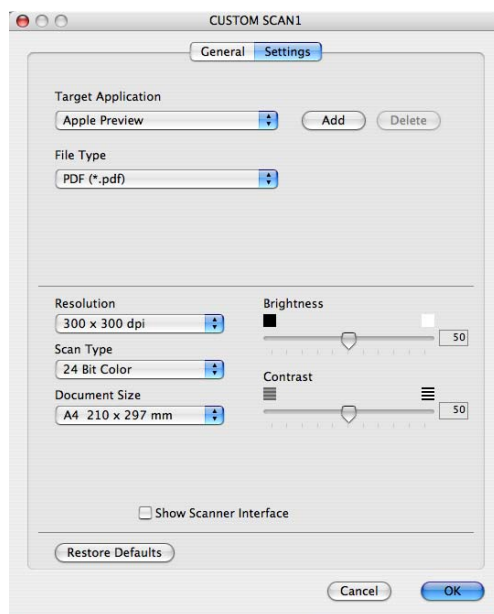 CUSTOM SCAN1
General Settings
Target Application
Apple Preview Add Delete
File Type
PDF (*.pdf)
Resolution Brightness
300 x 300 dpi 50
Scan Type
24 Bit Color Contrast
Document Size
A4 210 x 297 mm 50
Show Scanner Interface
Restore Defaults
Cancel OK